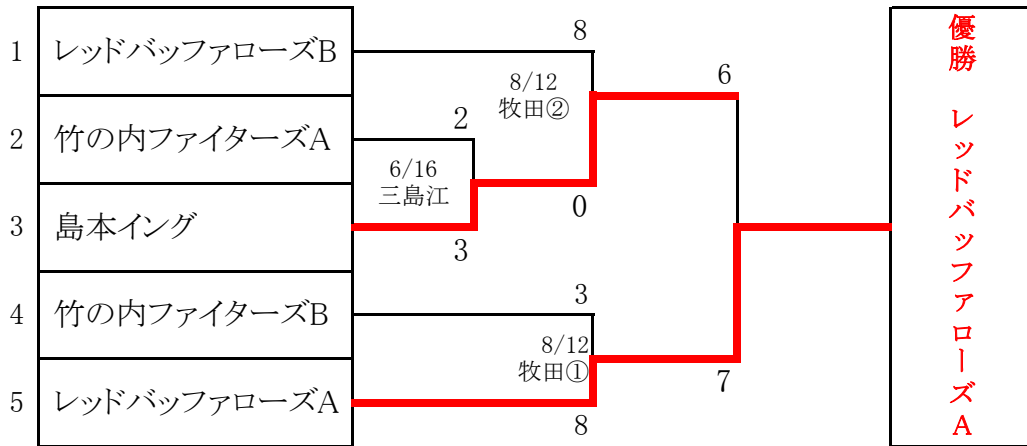 1 レッドバッファローズB
2 竹の内ファイターズA
3 島本イング
4 竹の内ファイターズB
5 レッドバッファローズA
8
8/12
牧田②
2
6/16
三島江
0
3
3
8/12
牧田①
8
6
7
優勝 レッドバッファローズA